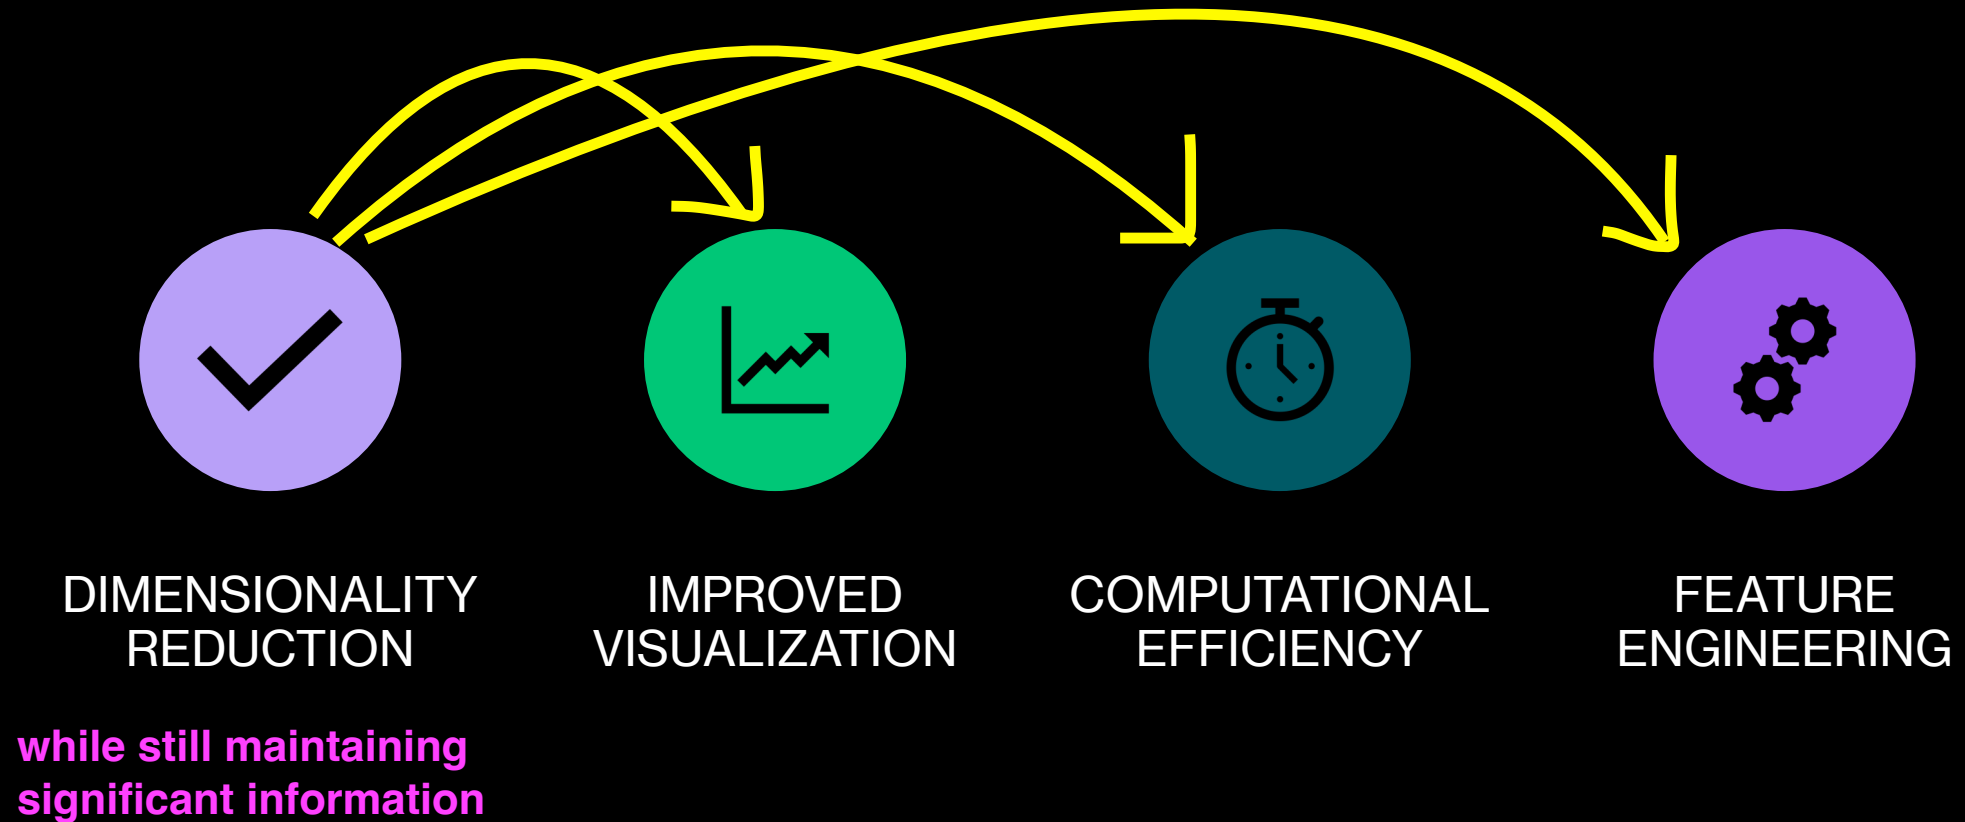 DIMENSIONALITY
REDUCTION
IMPROVED
VISUALIZATION
COMPUTATIONAL
EFFICIENCY
FEATURE
ENGINEERING
while still maintaining
significant information